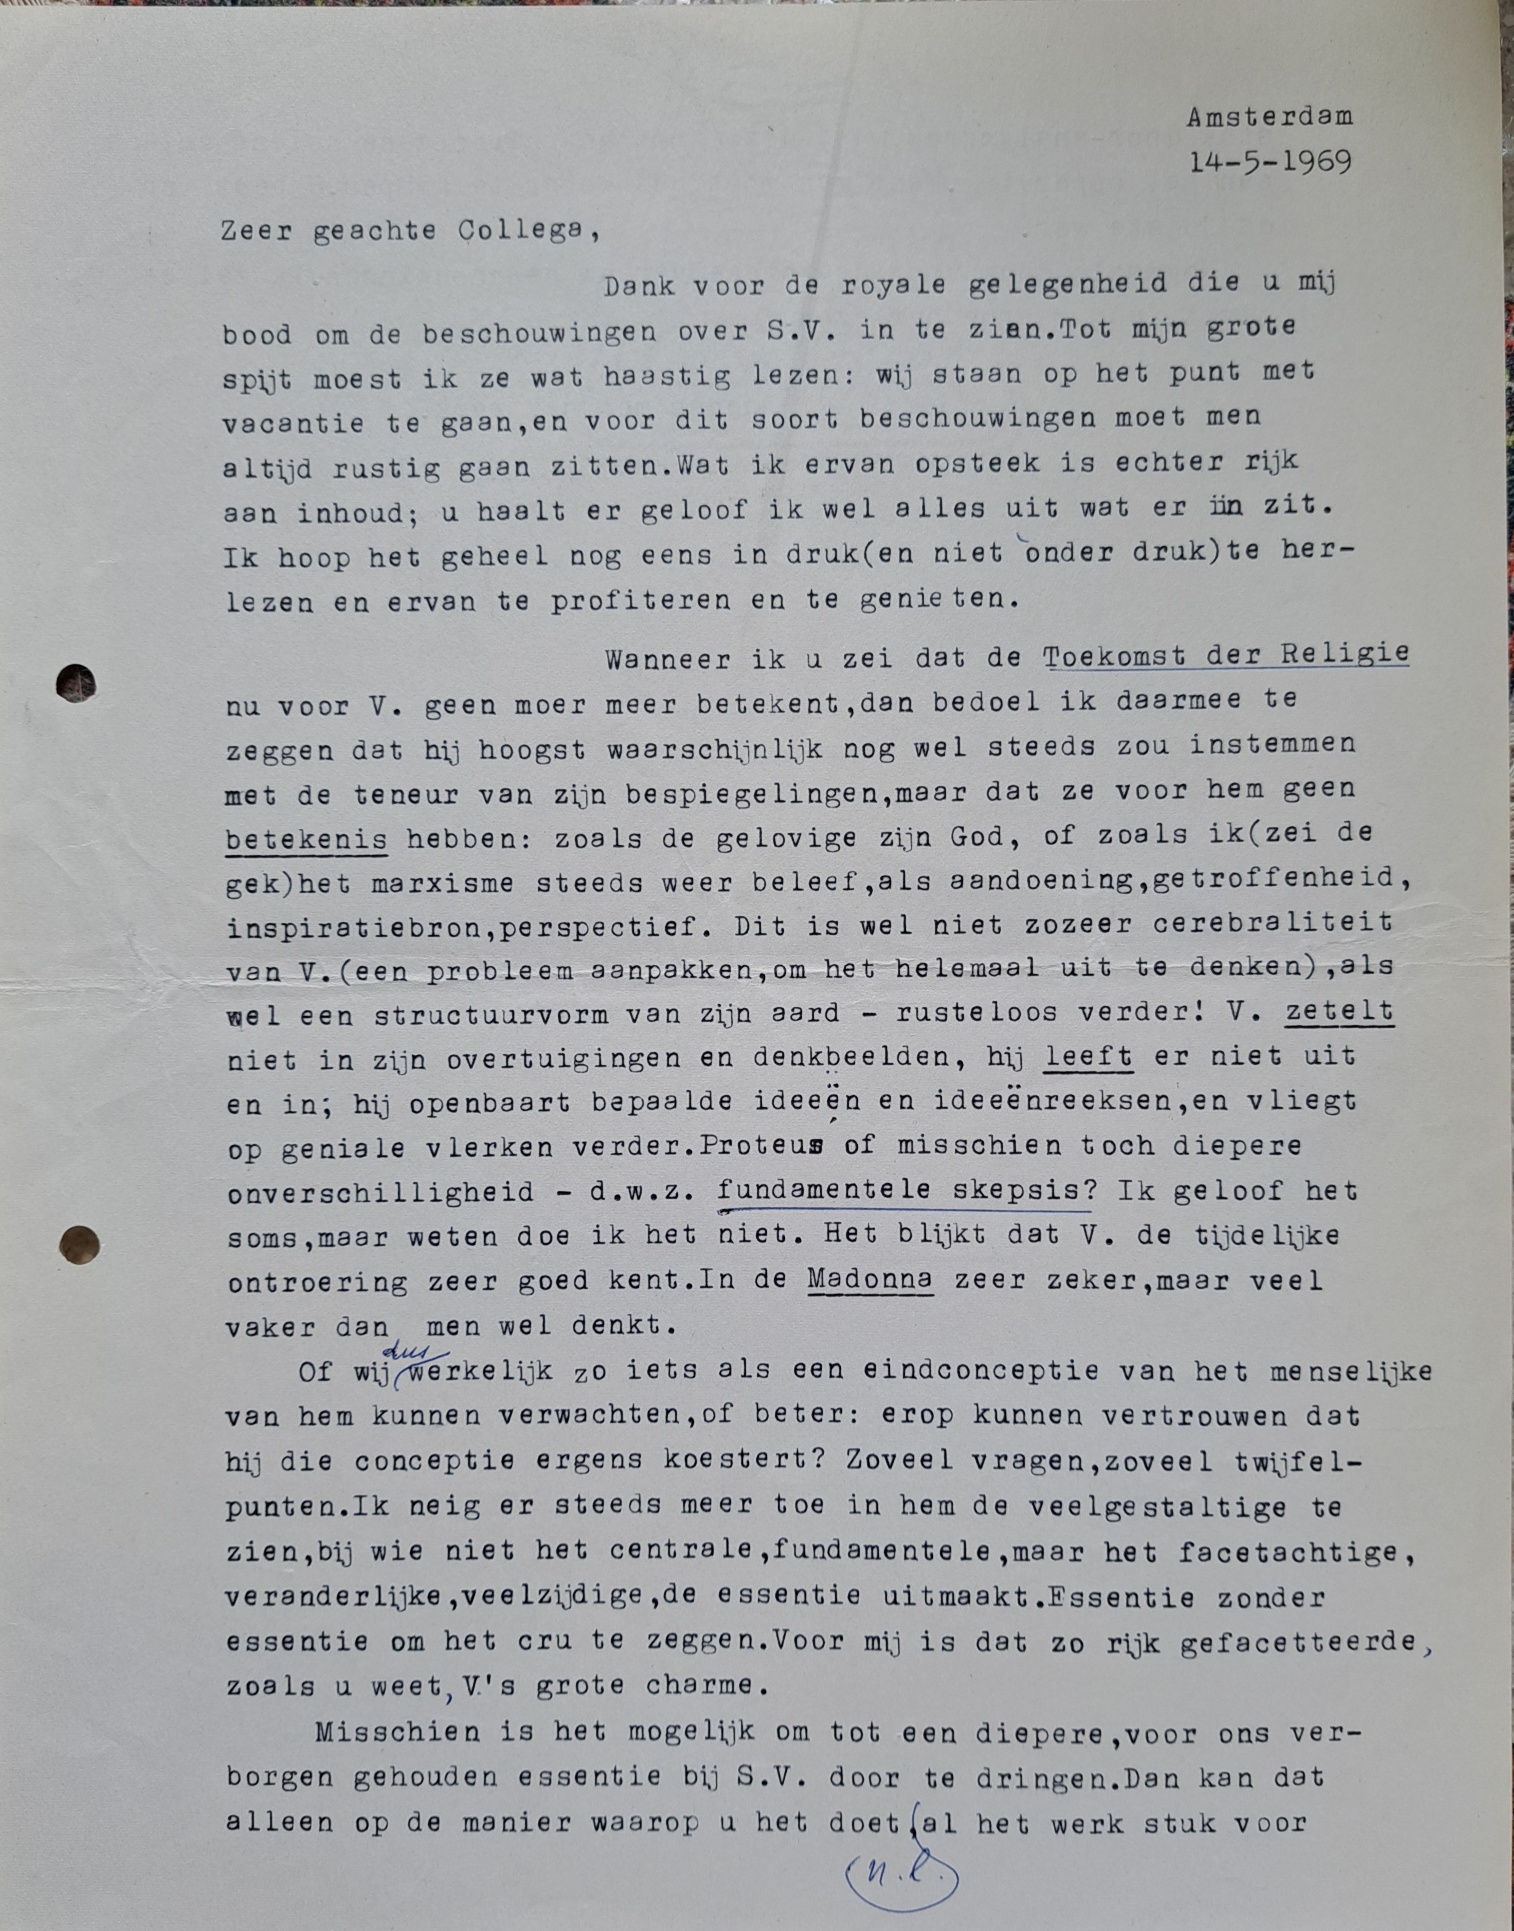 Amsterdam
14-5-1969
Zeer geachte Collega,
Dank voor de royale gelegenheid die u mij
bood om de beschouwingen over S.V. in te zien.Tot mijn grote
spijt moest ik ze wat haastig lezen: wij staan op het punt met
vacantie te gaan,en voor dit soort beschouwingen moet men
altijd rustig gaan zitten.Wat ik ervan opsteek is echter rijk
aan inhoud; u haalt er geloof ik wel alles uit wat er in zit.
Ik hoop het geheel nog eens in druk(en niet onder druk)te her-
lezen en ervan te profiteren en te genieten.
Wanneer ik u zei dat de Toekomst der Religie
nu voor V. geen moer meer betekent,dan bedoel ik daarmee te
zeggen dat hij hoogst waarschijnlijk nog wel steeds zou instemmen
met de teneur van zijn bespiegelingen,maar dat ze voor hem geen
betekenis hebben: zoals de gelovige zijn God, of zoals ik(zei de
gek)het marxisme steeds weer beleef,als aandoening,getroffenheid,
inspiratiebron,perspectief. Dit is wel niet zozeer cerebraliteit
van V.(een probleem aanpakken,om het helemaal uit te denken),als
wel een structuurvorm van zijn aard - rusteloos verder! V. zetelt
niet in zijn overtuigingen en denkbeelden, hij leeft er niet uit
en in; hij openbaart bepaalde ideeën en ideeënreeksen,en vliegt
op geniale vlerken verder.Proteus of misschien toch diepere
onverschilligheid - d.w.z. fundamentele skepsis? Ik geloof het
soms,maar weten doe ik het niet. Het blijkt dat V. de tijdelijke
ontroering zeer goed kent.In de Madonna zeer zeker,maar veel
vaker dan men wel denkt.
dus
Of wij werkelijk zo iets als een eindconceptie van het menselijke
van hem kunnen verwachten,of beter: erop kunnen vertrouwen dat
hij die conceptie ergens koestert? Zoveel vragen,zoveel twijfel-
punten.Ik neig er steeds meer toe in hem de veelgestaltige te
zien,bij wie niet het centrale,fundamentele,maar het facetachtige,
veranderlijke,veelzijdige,de essentie uitmaakt.Essentie zonder
essentie om het cru te zeggen.Voor mij is dat zo rijk gefacetteerde,
zoals u weet, V.'s grote charme.
Misschien is het mogelijk om tot een diepere,voor ons ver-
borgen gehouden essentie bij S.V. door te dringen.Dan kan dat
alleen op de manier waarop u het doet,al het werk stuk voor
n.l.